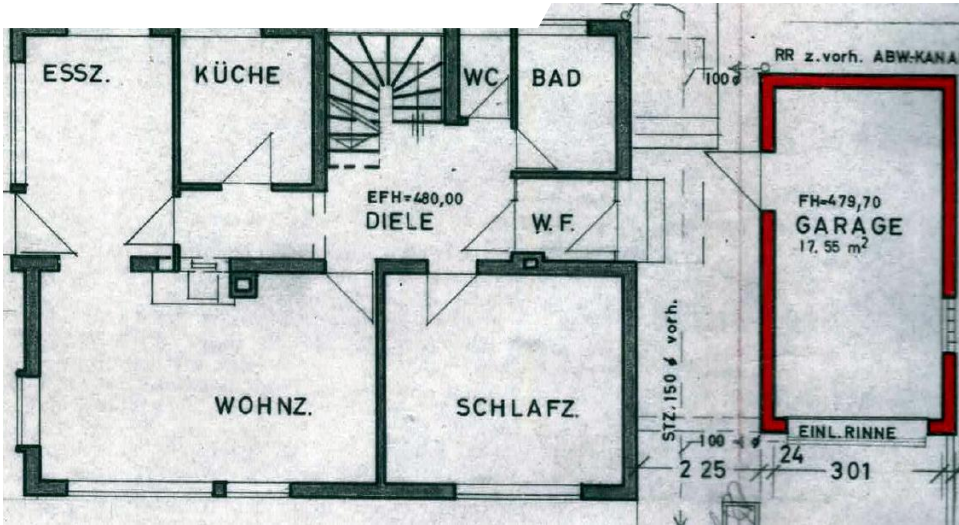 RR z.vorh. ABW-KANA
ESSZ.
KÜCHE
WC
BAD
100 ø
EFH=480,00
DIELE
W.F.
FH=479,70
GARAGE
17.55 m²
STZ.150 ø vorh.
WOHNZ.
SCHLAFZ.
EINL.RINNE
100 ø
2 25
24
301